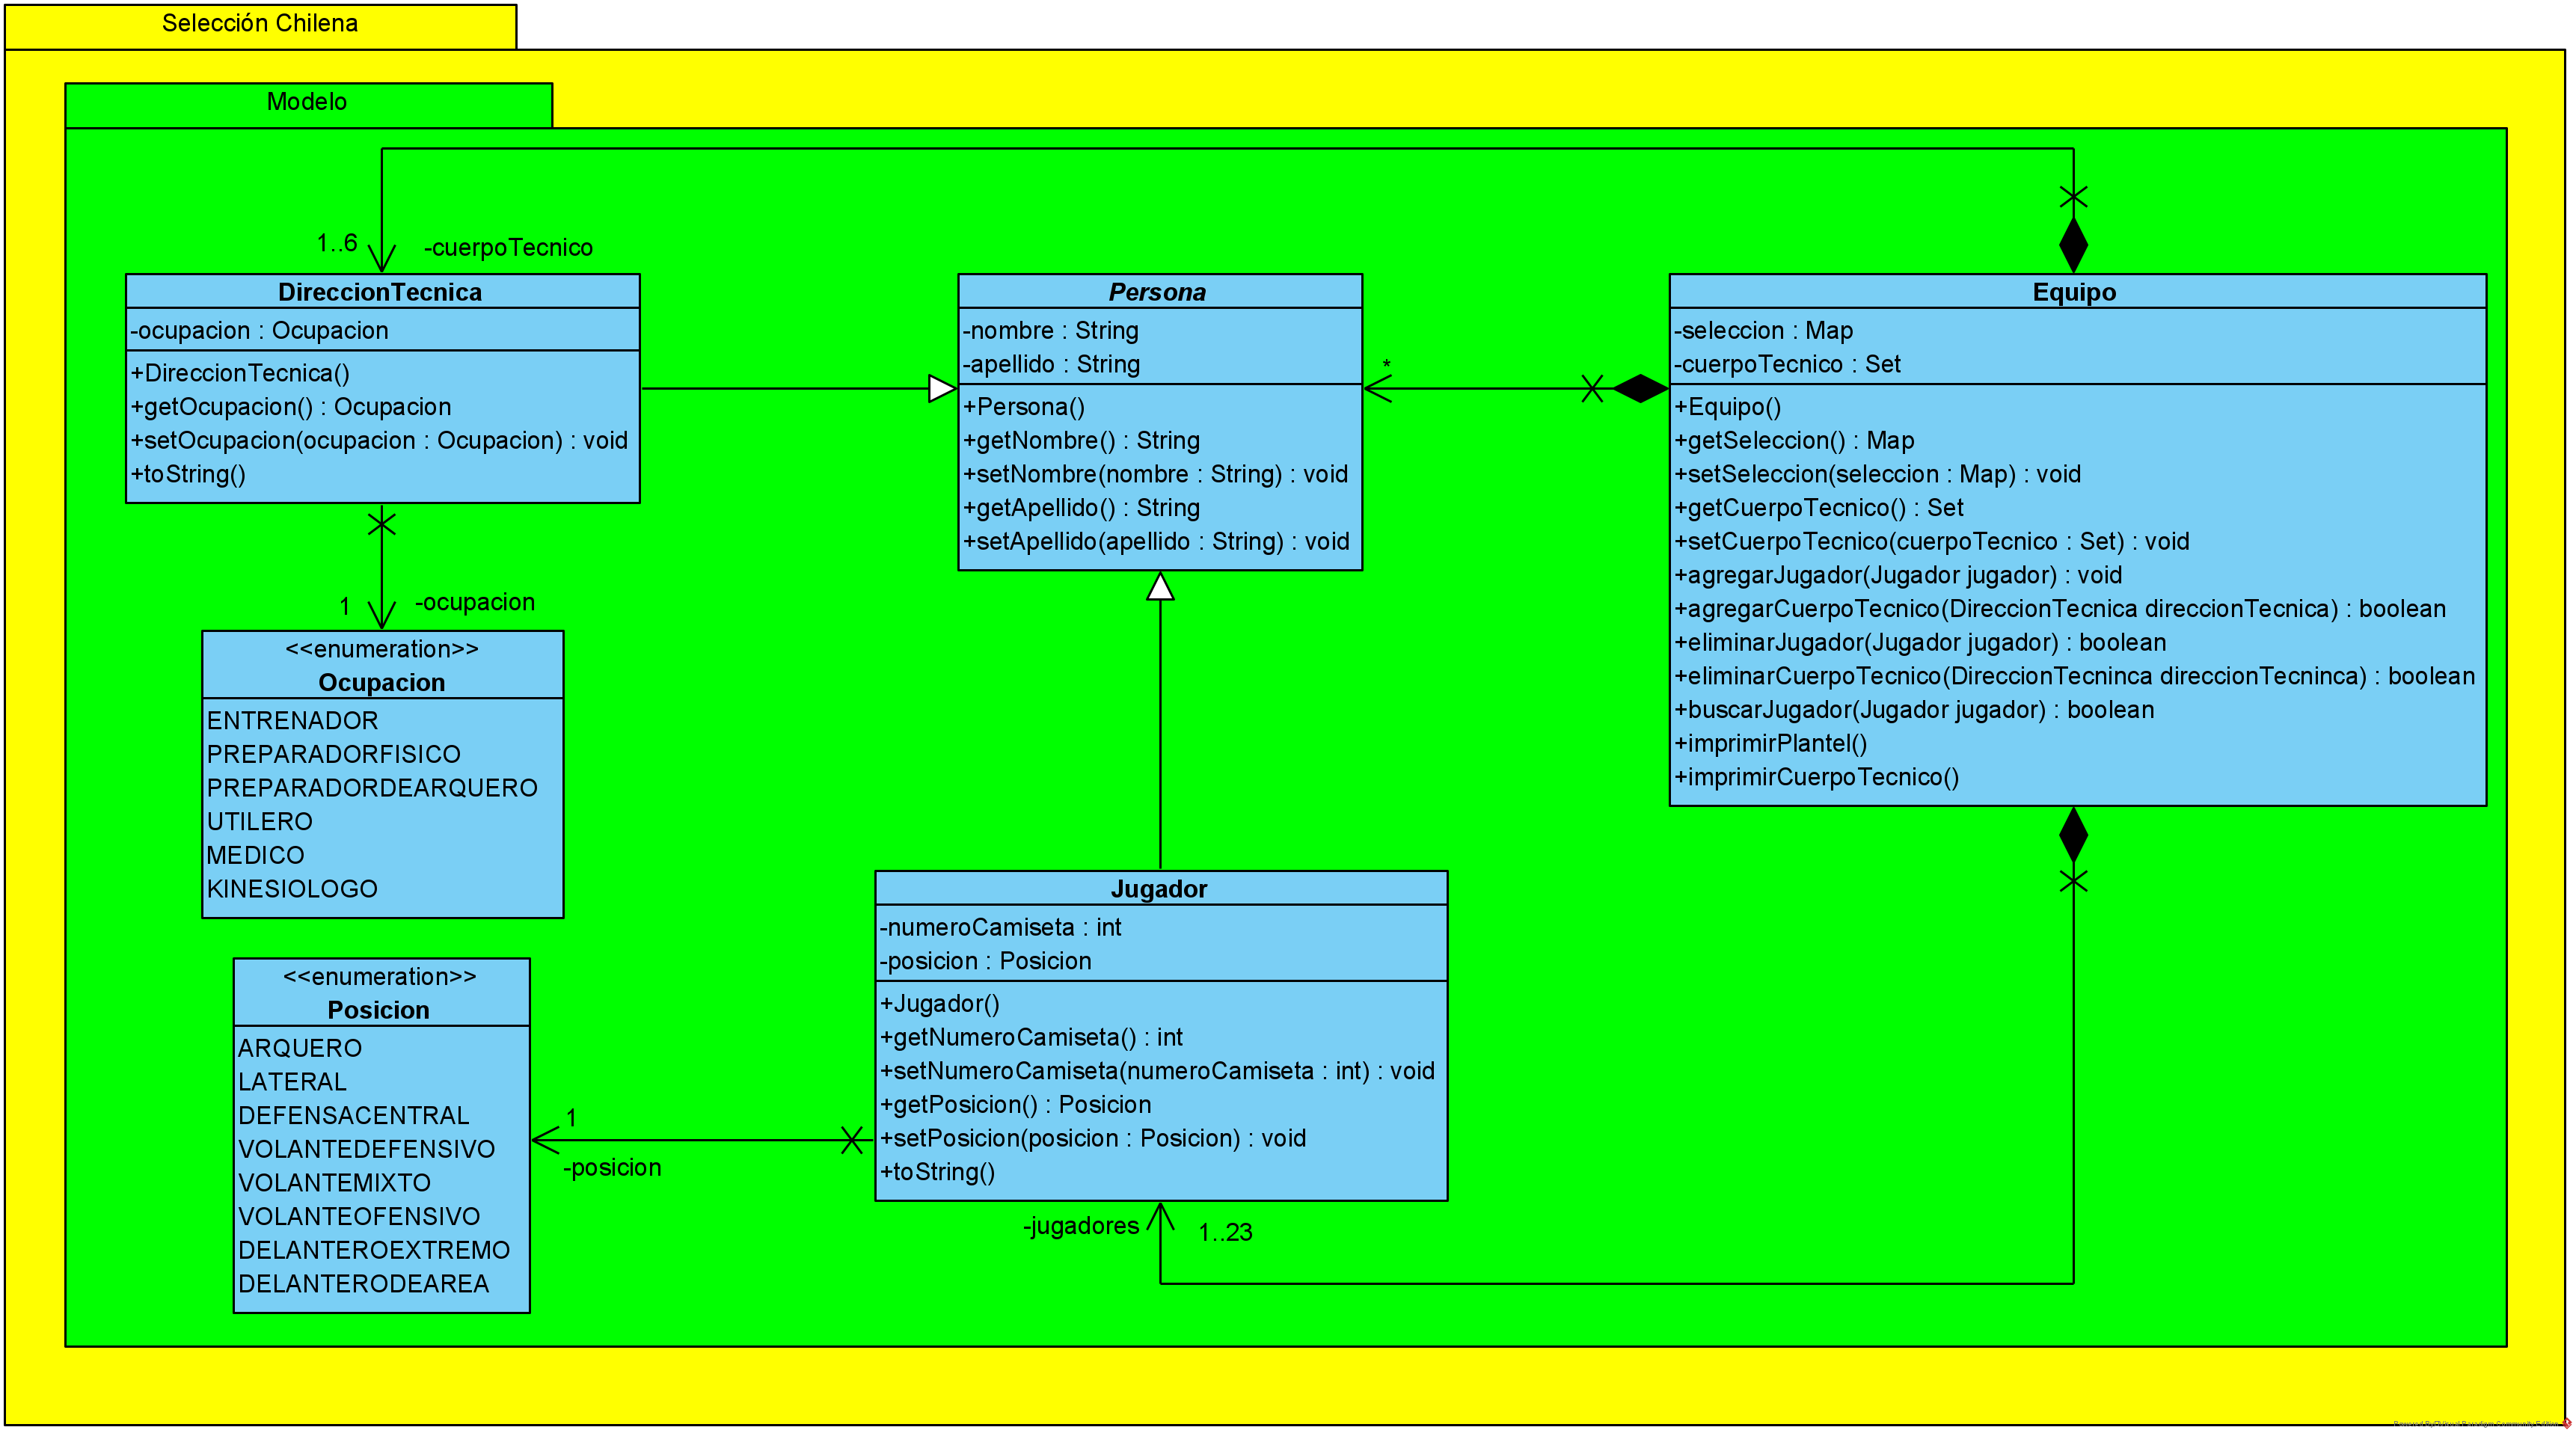 Selección Chilena
Modelo
1..6
-cuerpoTecnico
DireccionTecnica
-ocupacion : Ocupacion
+DireccionTecnica()
+getOcupacion() : Ocupacion
+setOcupacion(ocupacion : Ocupacion) : void
+toString()
Persona
-nombre : String
-apellido : String
+Persona()
+getNombre() : String
+setNombre(nombre : String) : void
+getApellido() : String
+setApellido(apellido : String) : void
*
Equipo
-seleccion : Map
-cuerpoTecnico : Set
+Equipo()
+getSeleccion() : Map
+setSeleccion(seleccion : Map) : void
+getCuerpoTecnico() : Set
+setCuerpoTecnico(cuerpoTecnico : Set) : void
+agregarJugador(Jugador jugador) : void
+agregarCuerpoTecnico(DireccionTecnica direccionTecnica) : boolean
+eliminarJugador(Jugador jugador) : boolean
+eliminarCuerpoTecnico(DireccionTecninca direccionTecninca) : boolean
+buscarJugador(Jugador jugador) : boolean
+imprimirPlantel()
+imprimirCuerpoTecnico()
1
-ocupacion
<<enumeration>>
Ocupacion
ENTRENADOR
PREPARADORFISICO
PREPARADORDEARQUERO
UTILERO
MEDICO
KINESIOLOGO
<<enumeration>>
Posicion
ARQUERO
LATERAL
DEFENSACENTRAL
VOLANTEDEFENSIVO
VOLANTEMIXTO
VOLANTEOFENSIVO
DELANTEROEXTREMO
DELANTERODEAREA
1
-posicion
Jugador
-numeroCamiseta : int
-posicion : Posicion
+Jugador()
+getNumeroCamiseta() : int
+setNumeroCamiseta(numeroCamiseta : int) : void
+getPosicion() : Posicion
+setPosicion(posicion : Posicion) : void
+toString()
-jugadores
1..23
Powered By Visual Paradigm Community Edition